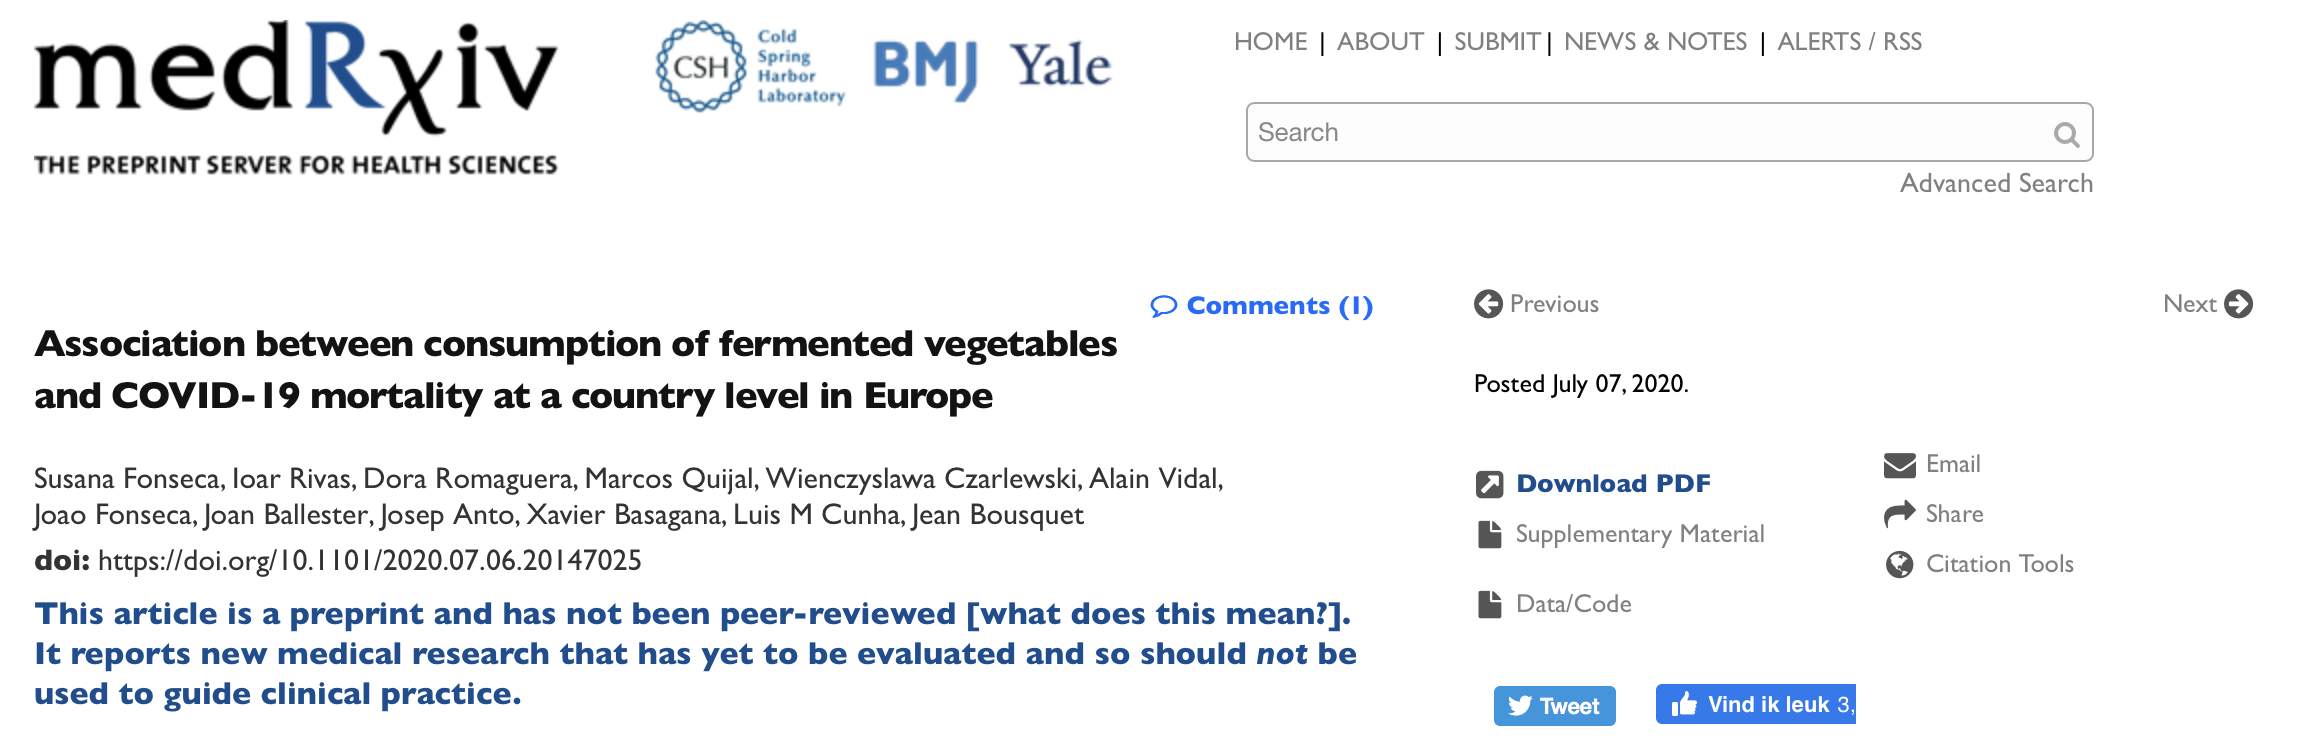 medRxiv
THE PREPRINT SERVER FOR HEALTH SCIENCES
CSH
Cold
Spring
Harbor
Laboratory
BMJ
Yale
HOME | ABOUT | SUBMIT | NEWS & NOTES | ALERTS / RSS
Search
Advanced Search
Comments (1)
Association between consumption of fermented vegetables
and COVID-19 mortality at a country level in Europe
Susana Fonseca, Ioar Rivas, Dora Romaguera, Marcos Quijal, Wienczyslawa Czarlewski, Alain Vidal,
Joao Fonseca, Joan Ballester, Josep Anto, Xavier Basagana, Luis M Cunha, Jean Bousquet
doi: https://doi.org/10.1101/2020.07.06.20147025
This article is a preprint and has not been peer-reviewed [what does this mean?].
It reports new medical research that has yet to be evaluated and so should not be
used to guide clinical practice.
Previous
Next
Posted July 07, 2020.
Download PDF
Supplementary Material
Data/Code
Email
Share
Citation Tools
Tweet
Vind ik leuk 3,